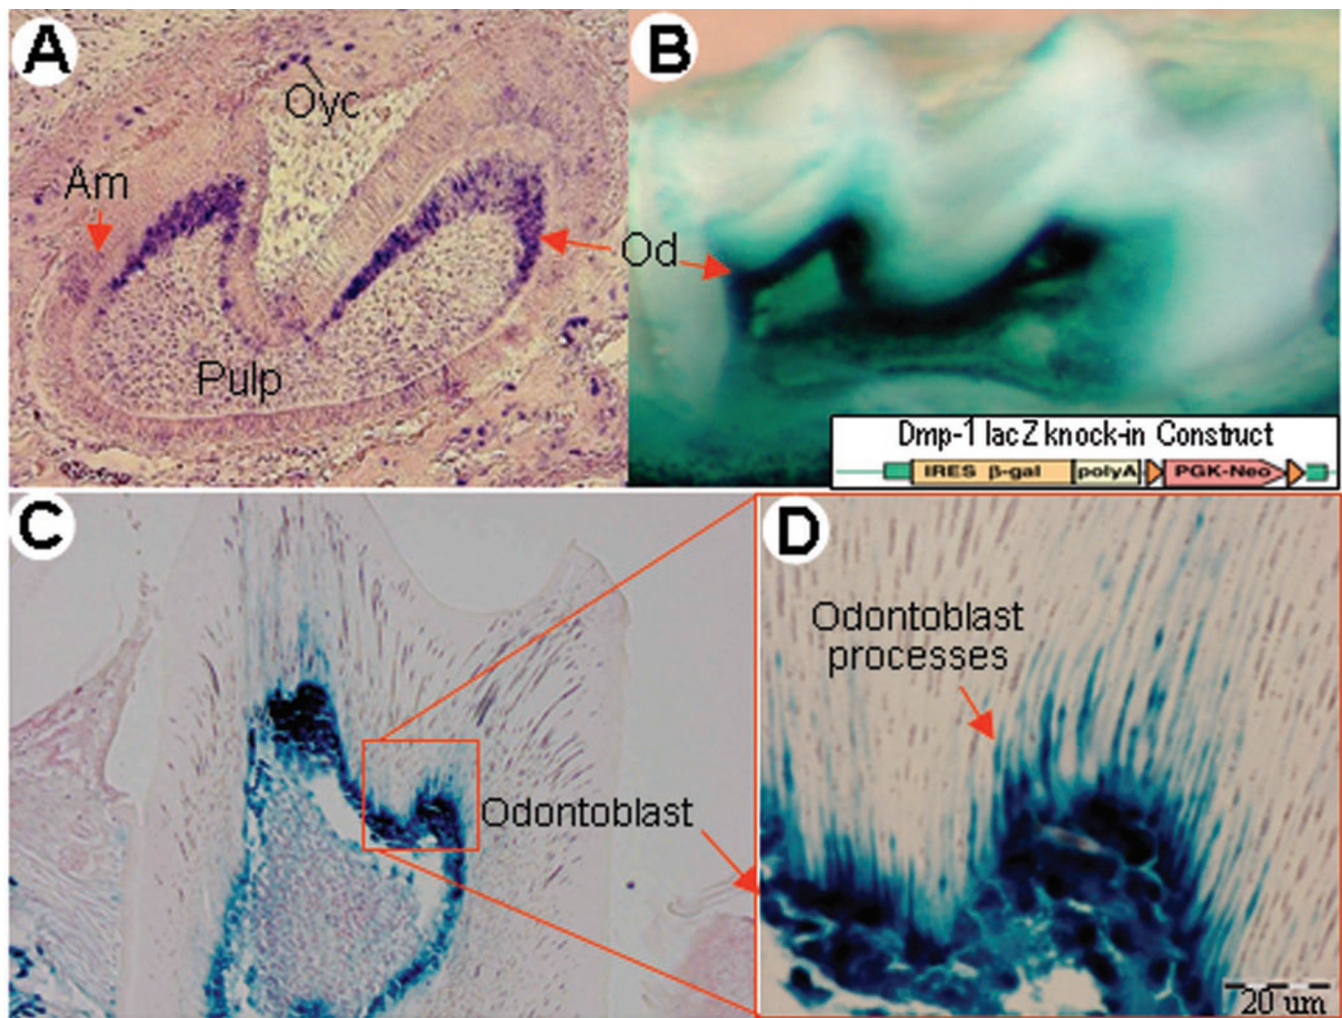 A
Oyc
Am
Od
Pulp
B
Dmp-1 lacZ knock-in Construct
IRES β-gal polyA PGK-Neo
C
Odontoblast
D
Odontoblast
processes
20 um